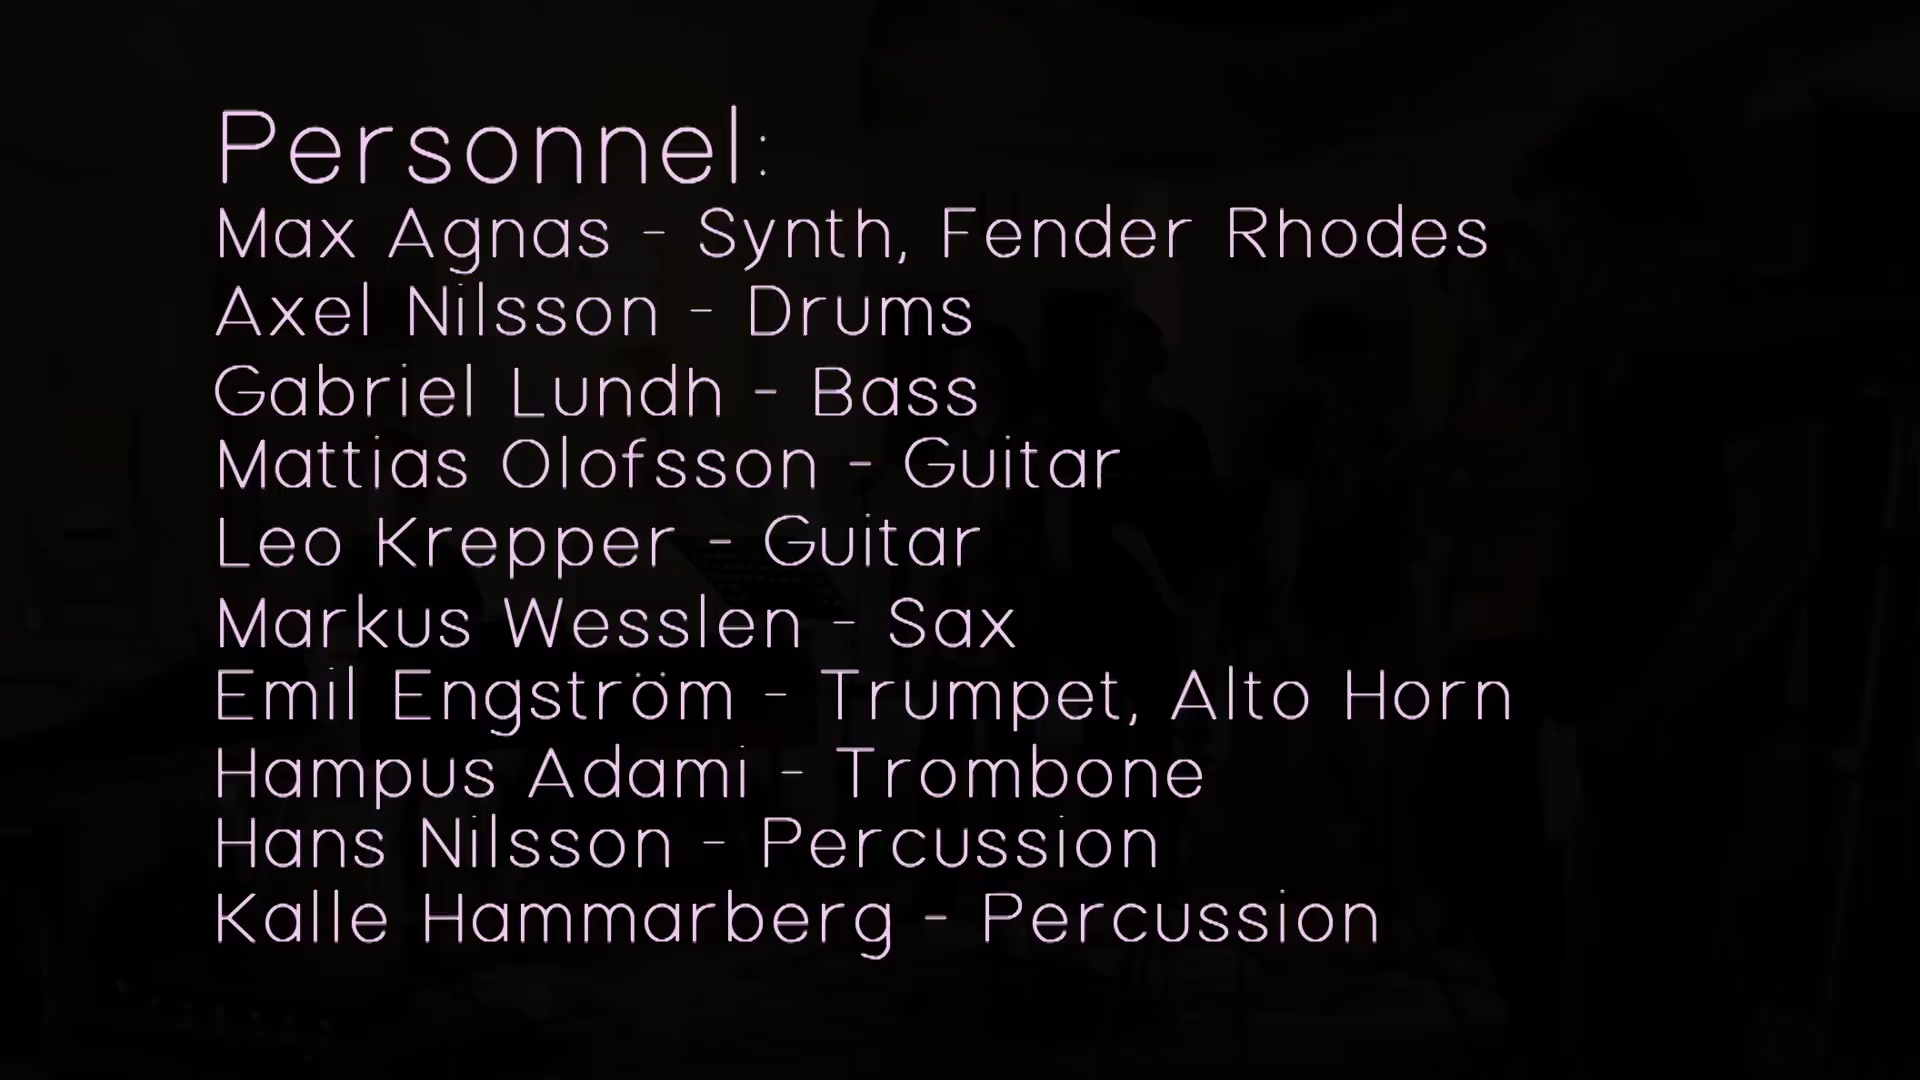 Personnel:
Max Agnas - Synth, Fender Rhodes
Axel Nilsson - Drums
Gabriel Lundh - Bass
Mattias Olofsson - Guitar
Leo Krepper - Guitar
Markus Wesslen - Sax
Emil Engström - Trumpet, Alto Horn
Hampus Adami - Trombone
Hans Nilsson - Percussion
Kalle Hammarberg - Percussion